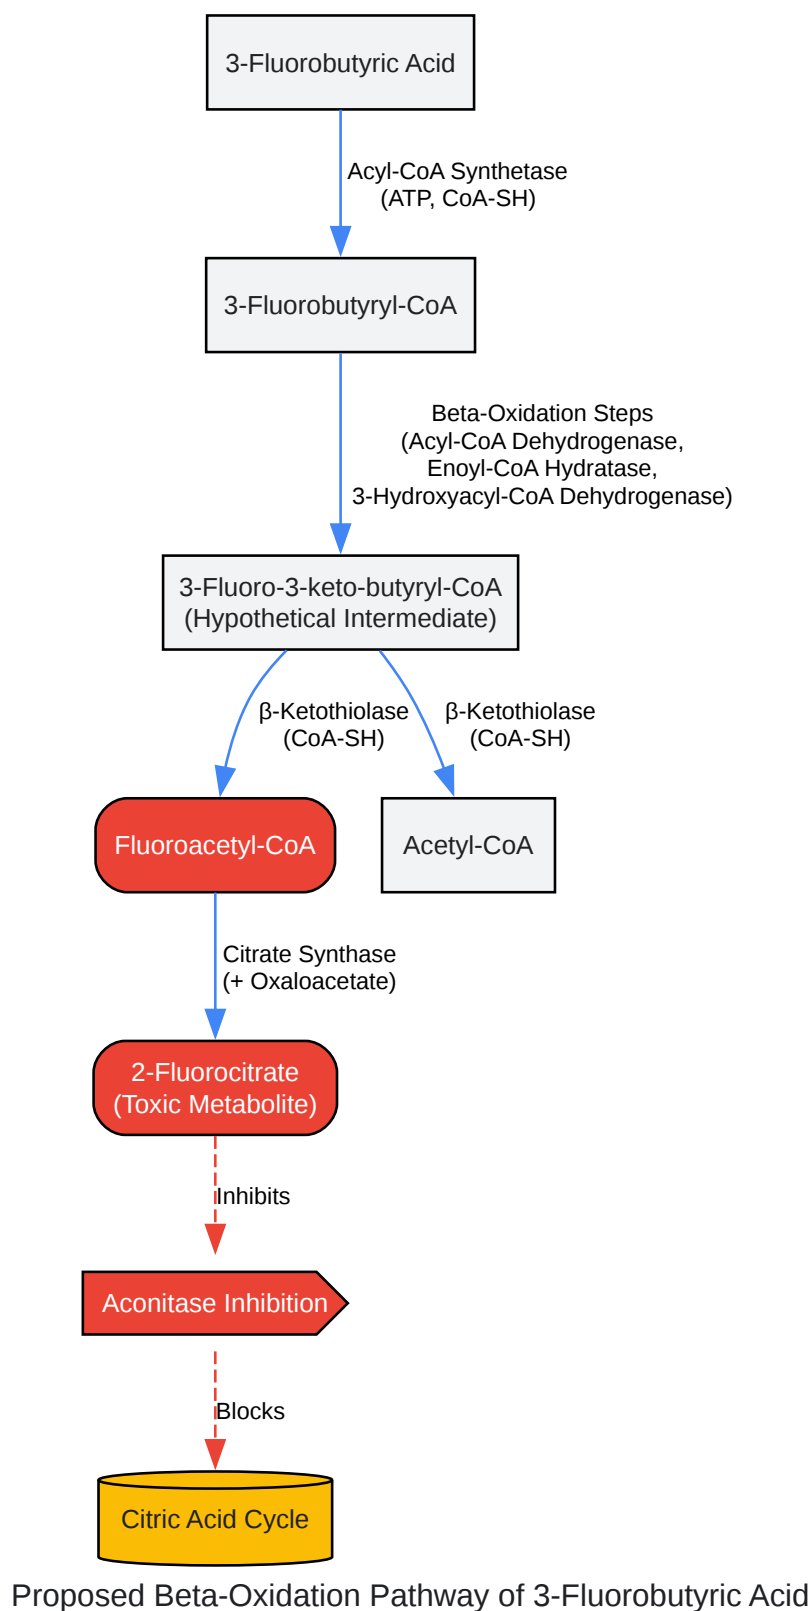 3-Fluorobutyric Acid
Acyl-CoA Synthetase
(ATP, CoA-SH)
3-Fluorobutyryl-CoA
Beta-Oxidation Steps
(Acyl-CoA Dehydrogenase,
Enoyl-CoA Hydratase,
3-Hydroxyacyl-CoA Dehydrogenase)
3-Fluoro-3-keto-butyryl-CoA
(Hypothetical Intermediate)
β-Ketothiolase
(CoA-SH)
β-Ketothiolase
(CoA-SH)
Fluoroacetyl-CoA
Acetyl-CoA
Citrate Synthase
(+ Oxaloacetate)
2-Fluorocitrate
(Toxic Metabolite)
Inhibits
Aconitase Inhibition
Blocks
Citric Acid Cycle
Proposed Beta-Oxidation Pathway of 3-Fluorobutyric Acid